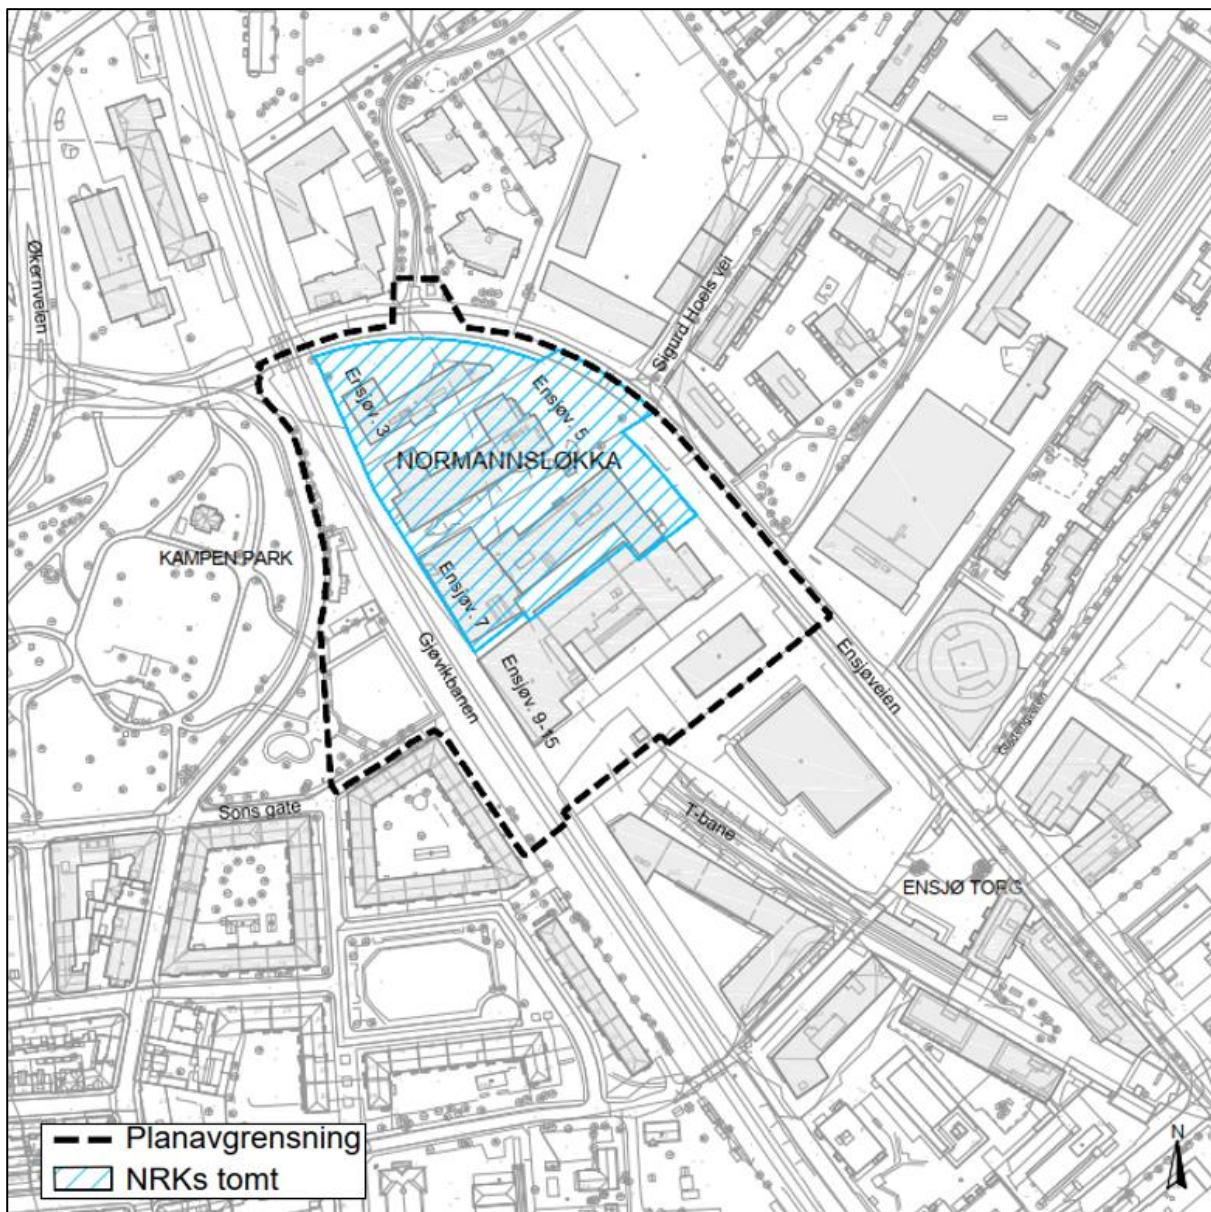 Økernveien
Sigurd Hoels vei
Ensjøv. 3
Ensjøv. 5
NORMANNSLØKKA
KAMPEN PARK
Ensjøv. 7
Gjøvikbanen
Ensjøv. 9-15
Ensjøveien
Sons gate
T-bane
ENSJØ TORG
Planavgrensning
NRKs tomt
N